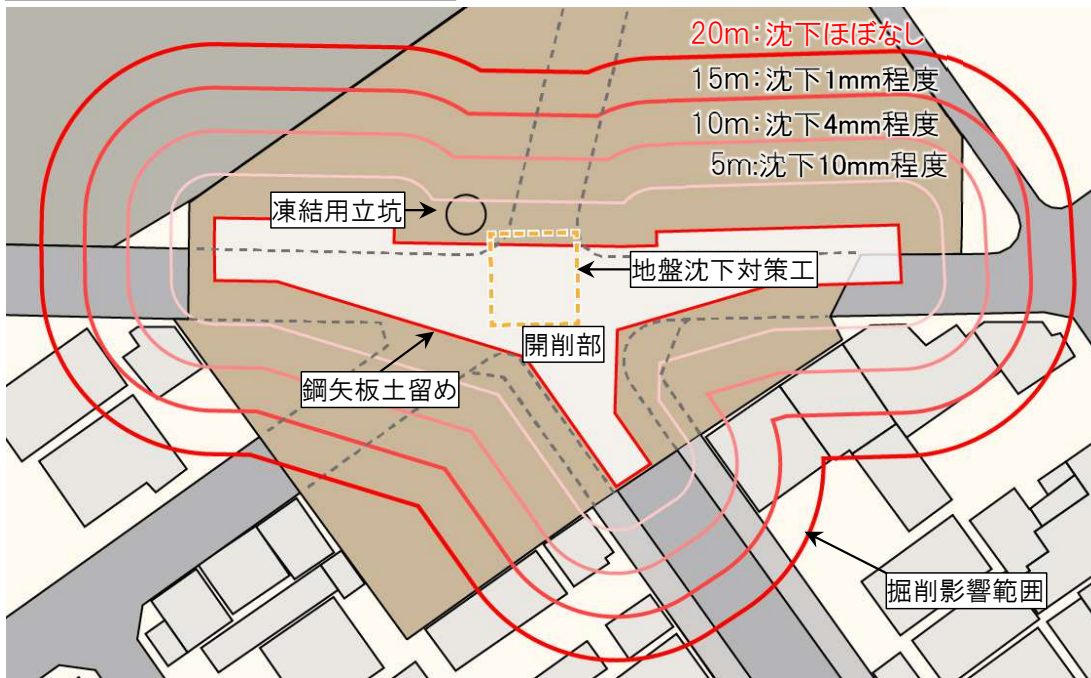 20m：沈下ほぼなし
15m：沈下1mm程度
10m：沈下4mm程度
5m:沈下10mm程度
凍結用立坑
地盤沈下対策工
開削部
鋼矢板土留め
掘削影響範囲